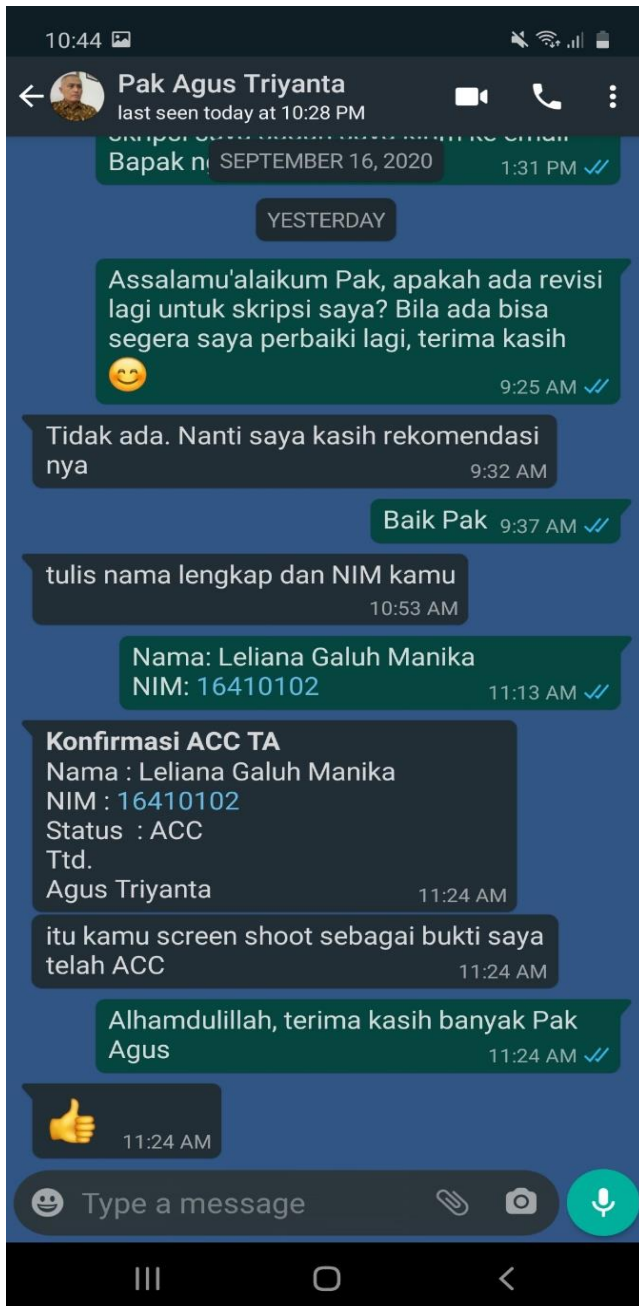 10:44
Pak Agus Triyanta
last seen today at 10:28 PM
Bapak
SEPTEMBER 16, 2020
1:31 PM
YESTERDAY
Assalamu'alaikum Pak, apakah ada revisi
lagi untuk skripsi saya? Bila ada bisa
segera saya perbaiki lagi, terima kasih
😊
9:25 AM
Tidak ada. Nanti saya kasih rekomendasi
nya
9:32 AM
Baik Pak 9:37 AM
tulis nama lengkap dan NIM kamu
10:53 AM
Nama: Leliana Galuh Manika
NIM: 16410102
11:13 AM
Konfirmasi ACC TA
Nama : Leliana Galuh Manika
NIM : 16410102
Status : ACC
Ttd.
Agus Triyanta
11:24 AM
itu kamu screen shoot sebagai bukti saya
telah ACC
11:24 AM
Alhamdulillah, terima kasih banyak Pak
Agus
11:24 AM
👍
11:24 AM
Type a message